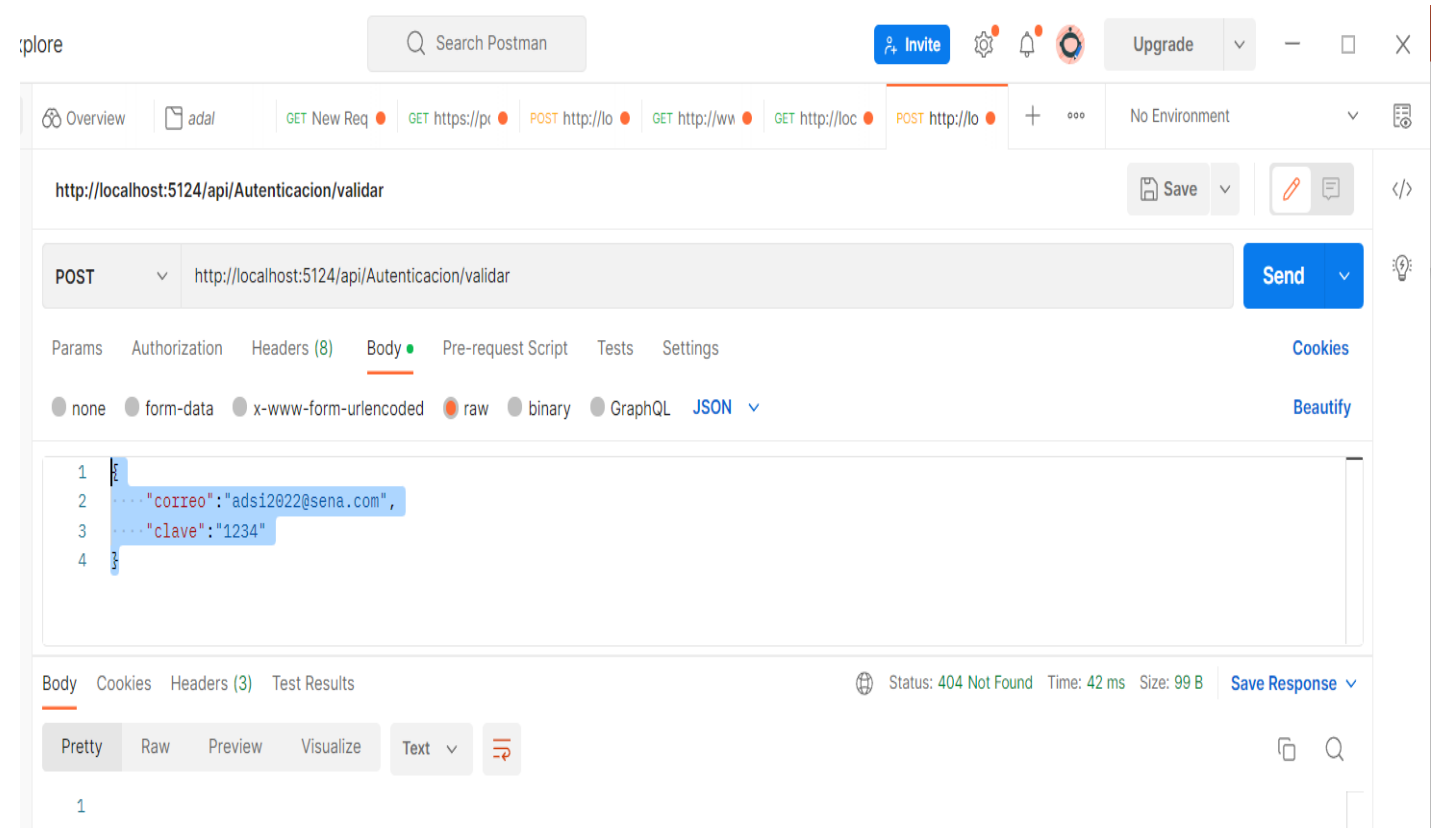 xplore Search Postman Invite Upgrade
Overview adal GET New Req GET https://pc POST http://lo GET http://ww GET http://loc POST http://lo No Environment
http://localhost:5124/api/Autenticacion/validar Save </>
POST http://localhost:5124/api/Autenticacion/validar Send
Params Authorization Headers (8) Body Pre-request Script Tests Settings Cookies
none form-data x-www-form-urlencoded raw binary GraphQL JSON Beautify
1 {
2 "correo":"adsi2022@sena.com",
3 "clave":"1234"
4 }
Body Cookies Headers (3) Test Results Status: 404 Not Found Time: 42 ms Size: 99 B Save Response
Pretty Raw Preview Visualize Text
1